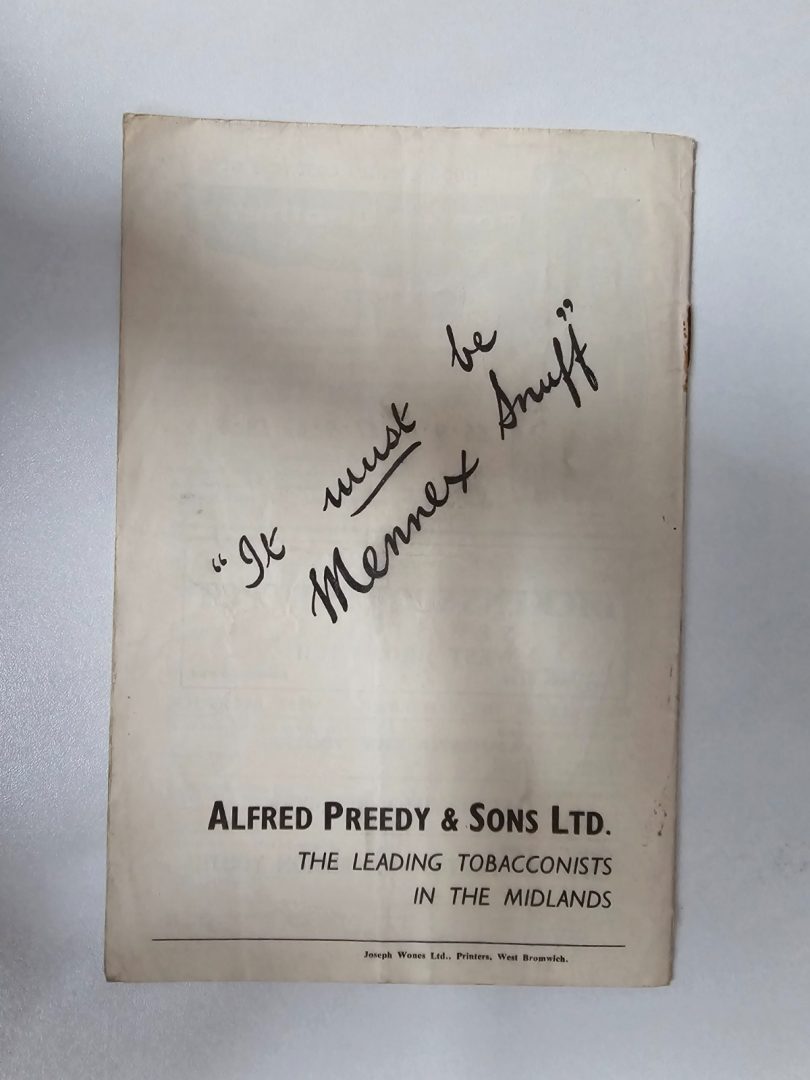 “It must be
Mennex Snuff”
ALFRED PREEDY & SONS LTD.
THE LEADING TOBACCONISTS
IN THE MIDLANDS
Joseph Wones Ltd., Printers, West Bromwich.